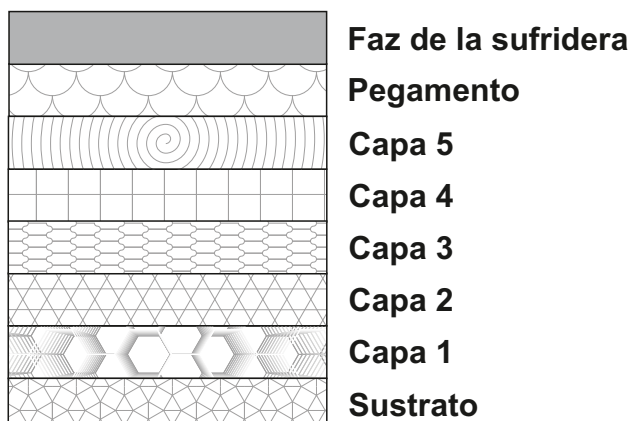 Faz de la sufridera
Pegamento
Capa 5
Capa 4
Capa 3
Capa 2
Capa 1
Sustrato